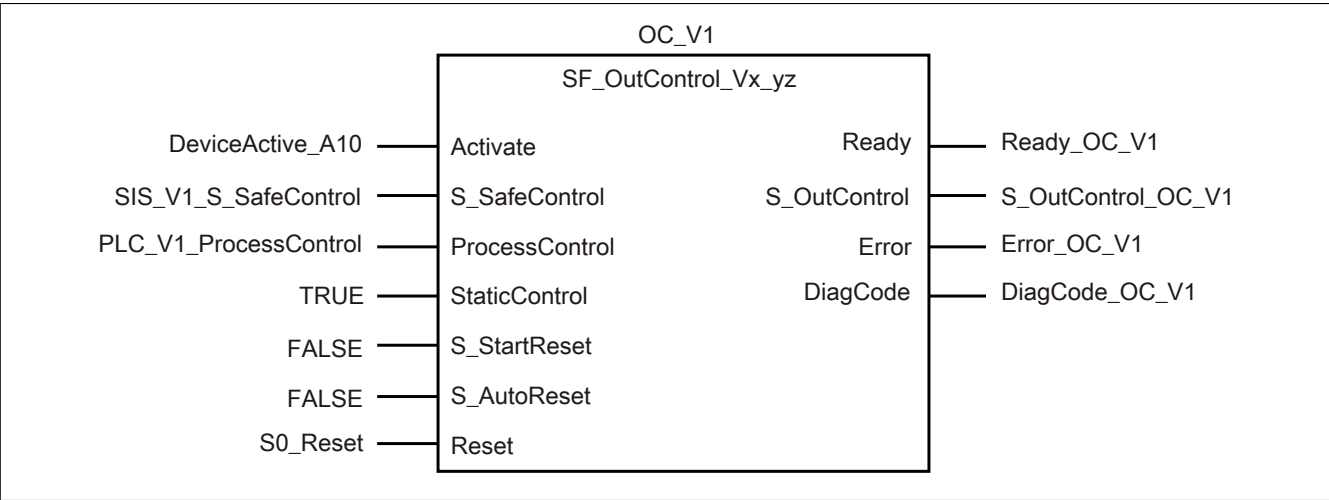 OC_V1
SF_OutControl_Vx_yz
DeviceActive_A10 Activate Ready Ready_OC_V1
SIS_V1_S_SafeControl S_SafeControl S_OutControl S_OutControl_OC_V1
PLC_V1_ProcessControl ProcessControl Error Error_OC_V1
TRUE StaticControl DiagCode DiagCode_OC_V1
FALSE S_StartReset
FALSE S_AutoReset
S0_Reset Reset